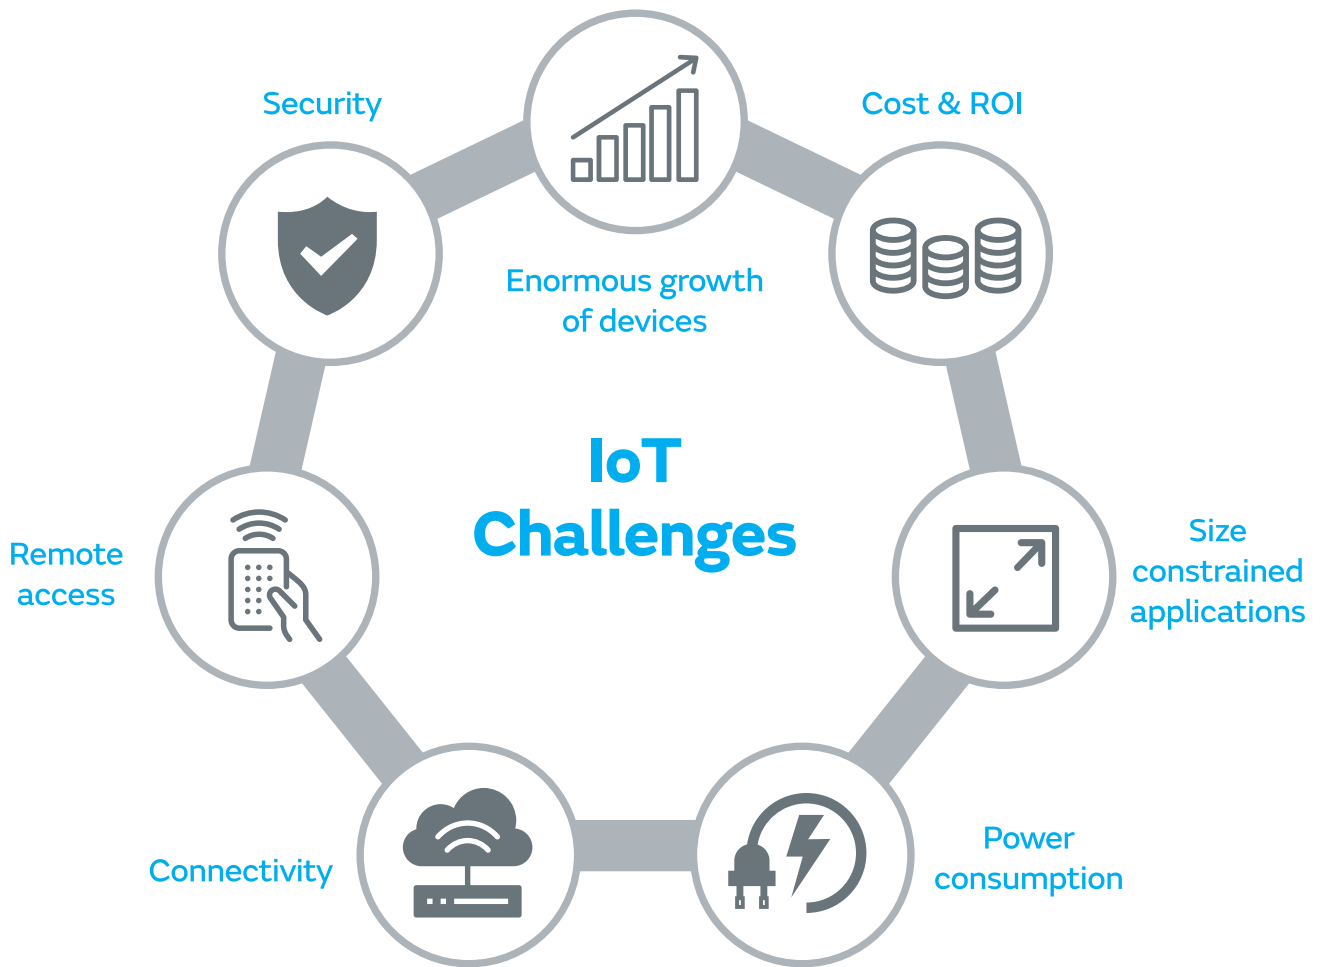 Security
Cost & ROI
Enormous growth
of devices
IoT
Challenges
Remote
access
Size
constrained
applications
Connectivity
Power
consumption